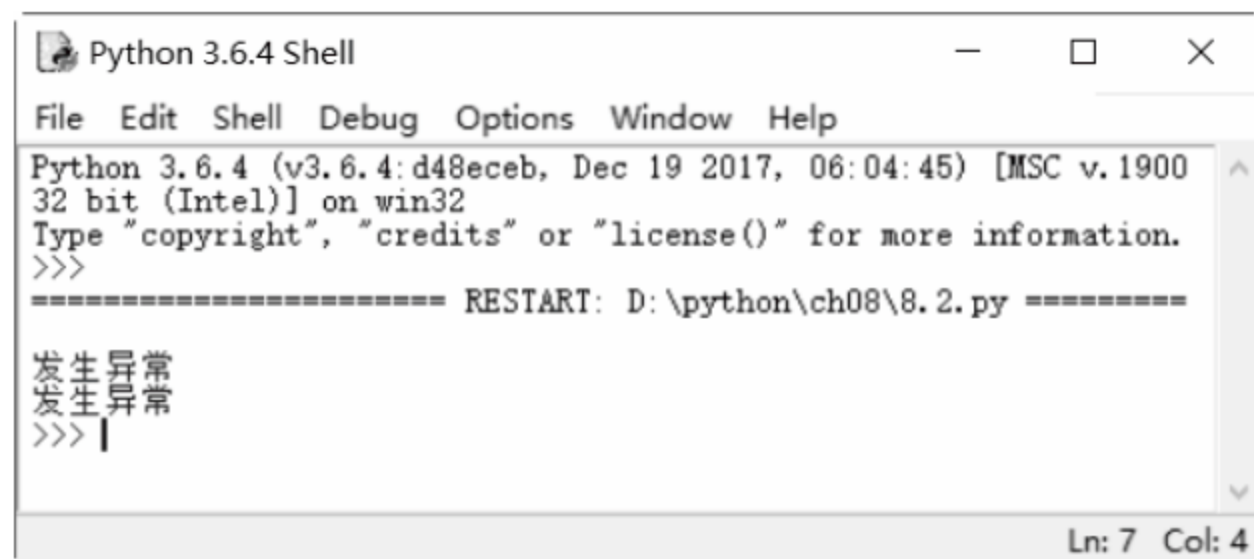 Python 3.6.4 Shell
File Edit Shell Debug Options Window Help
Python 3.6.4 (v3.6.4:d48eceb, Dec 19 2017, 06:04:45) [MSC v.1900
32 bit (Intel)] on win32
Type "copyright", "credits" or "license()" for more information.
>>>
======================= RESTART: D:\python\ch08\8.2.py =========
发生异常
发生异常
>>>
Ln: 7 Col: 4